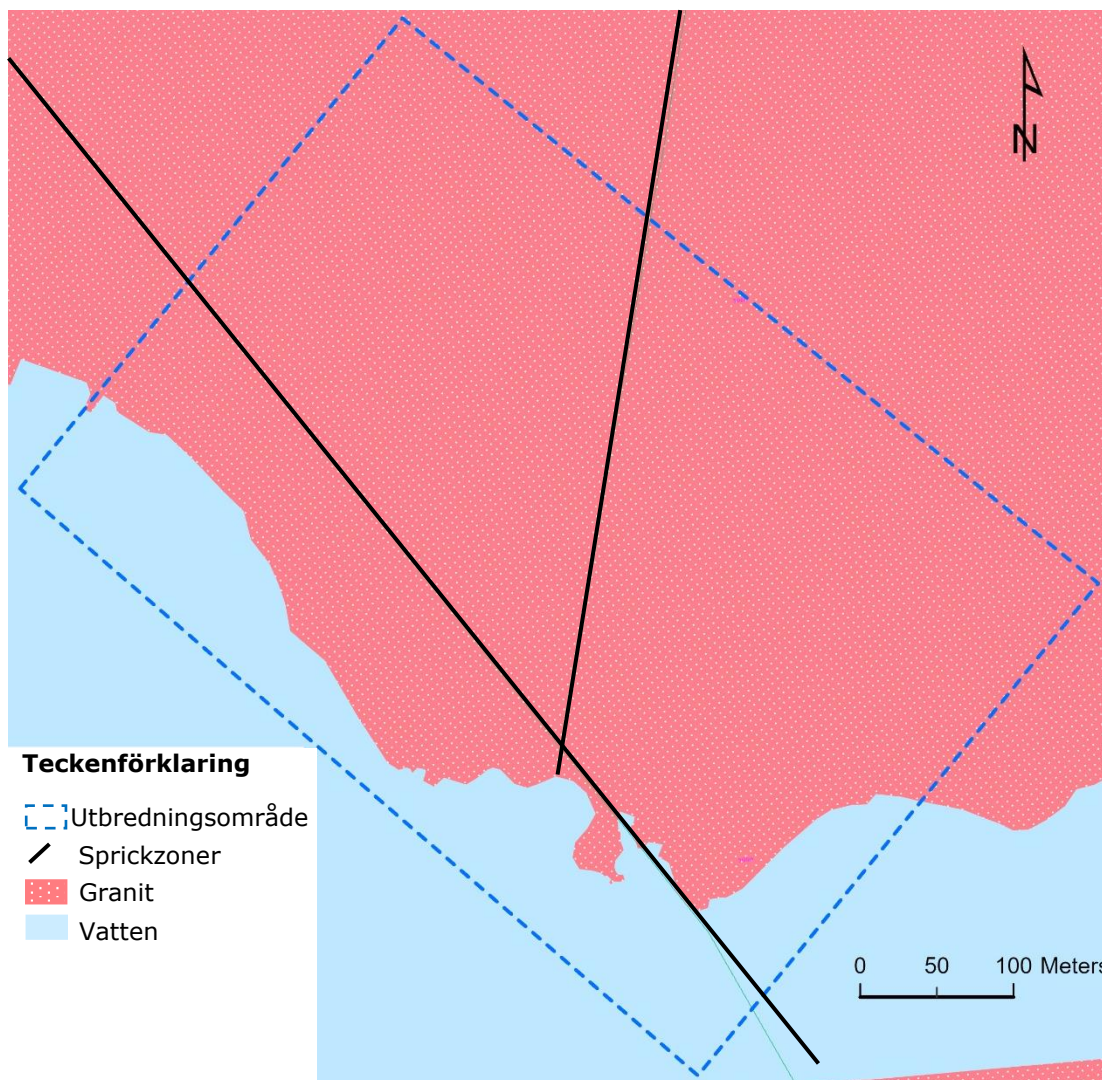 N
Teckenförklaring
Utbredningsområde
Sprickzoner
Granit
Vatten
0 50 100 Meters